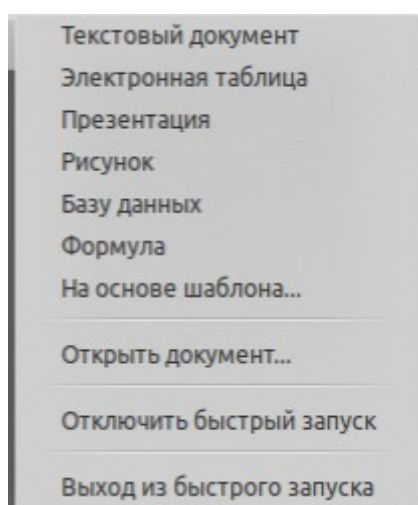 Текстовый документ
Электронная таблица
Презентация
Рисунок
Базу данных
Формула
На основе шаблона...
Открыть документ...
Отключить быстрый запуск
Выход из быстрого запуска